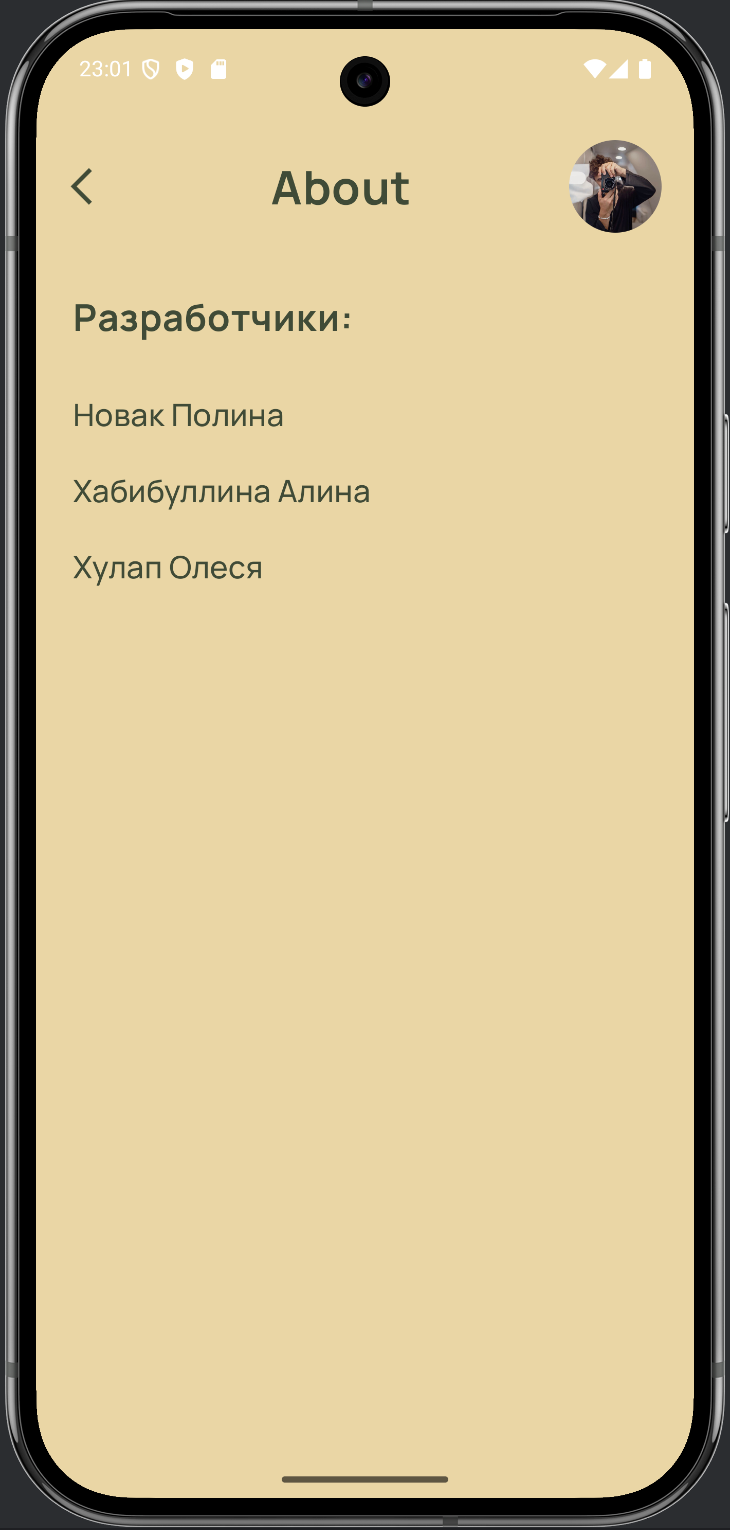 23:01
About
Разработчики:
Новак Полина
Хабибуллина Алина
Хулап Олеся